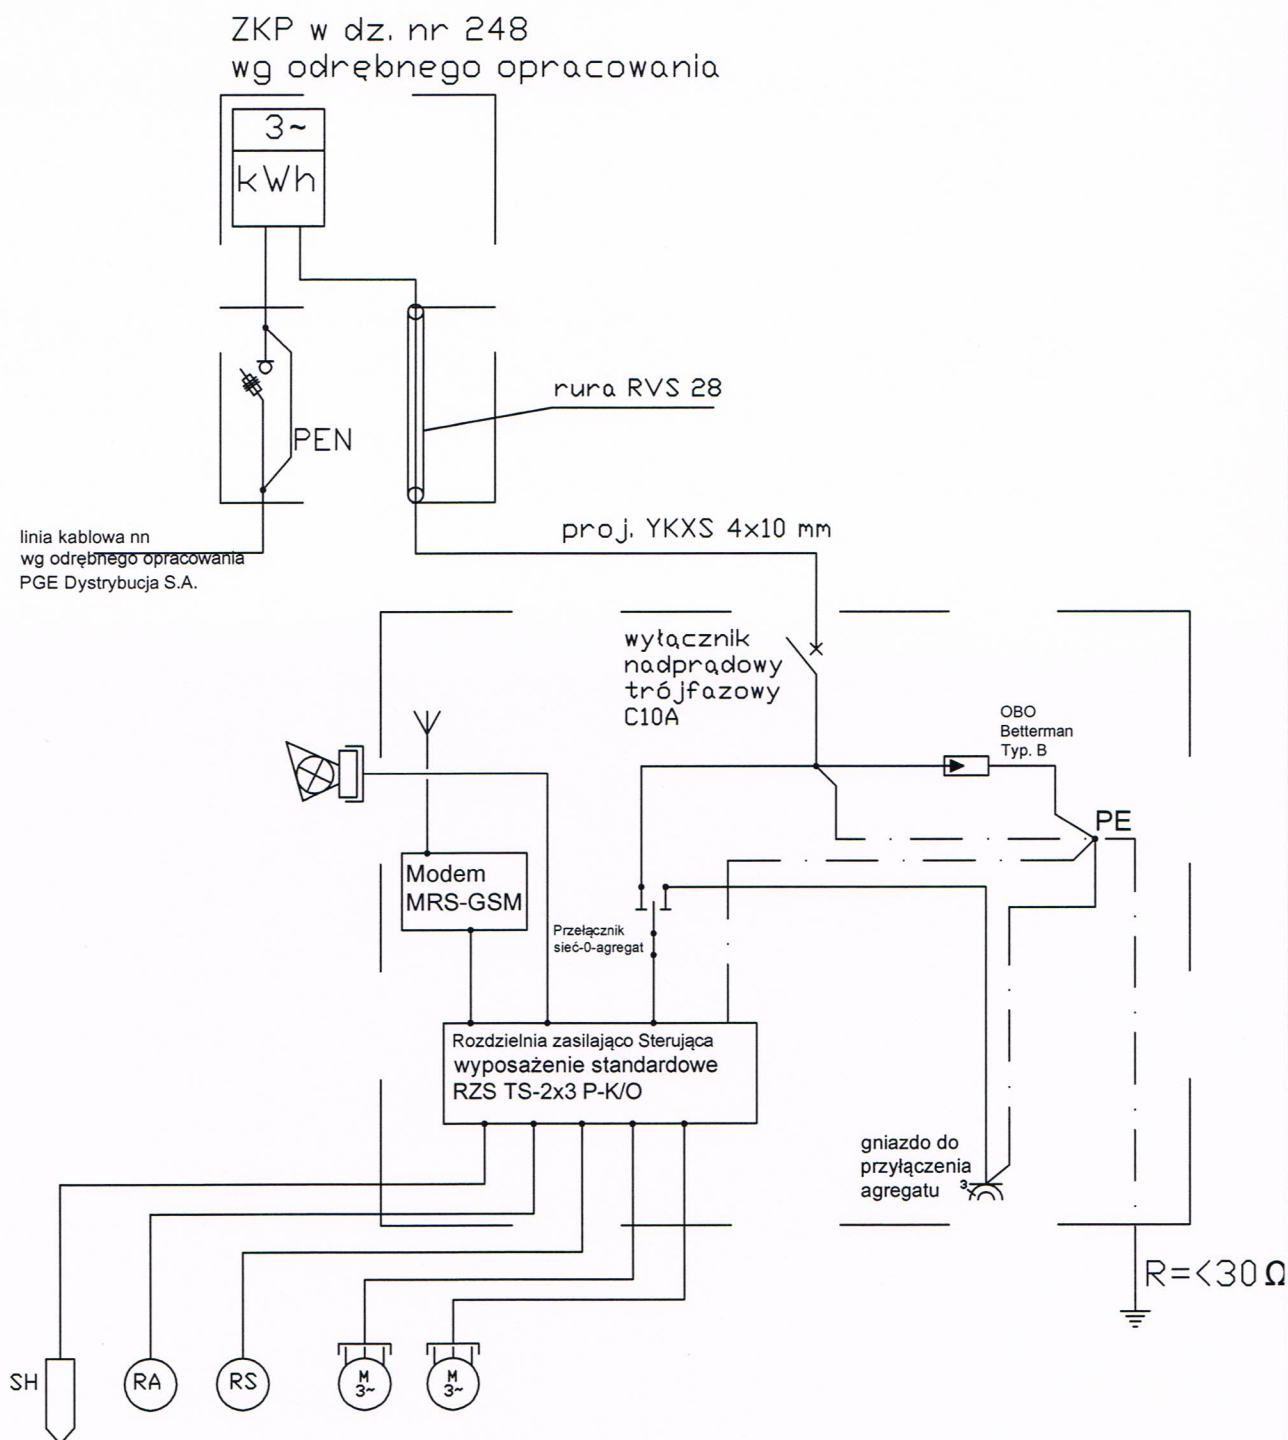 ZKP w dz. nr 248
wg odrębnego opracowania
3~
kWh
rura RVS 28
PEN
proj. YKXS 4x10 mm
linia kablowa nn
wg odrębnego opracowania
PGE Dystrybucja S.A.
wyłącznik
nadprądowy
trójfazowy
C10A
OBO
Betterman
Typ. B
PE
Modem
MRS-GSM
Przełącznik
sieć-0-agregat
Rozdzielnia zasilająco Sterująca
wyposażenie standardowe
RZS TS-2x3 P-K/O
gniazdo do
przyłączenia
agregatu
3
R=<30Ω
SH
RA
RS
M
3~
M
3~